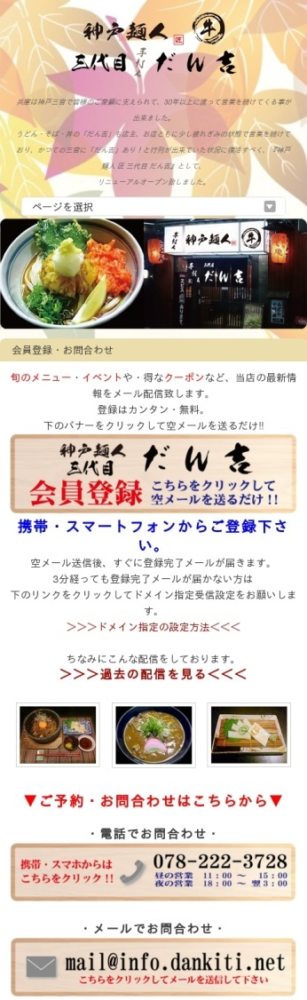 神戸麺人 匠 牛
三代目 手打ち だん吉
兵庫は神戸三宮で皆様のご愛顧に支えられて、30年以上に渡って営業を続けてくる事が
出来ました。
うどん・そば・丼の「だん吉」も店主、お店ともに少し疲れぎみの状態で営業を続けて
おり、かつての三宮に「だん吉」あり！と行列が出来ていた状況に復活すべく、『神戸
麺人 匠 三代目 だん吉』として、
リニューアルオープン致しました。
ページを選択
手打ち 神戸麺人 牛
手打ち 三代目 だん吉
会員登録・お問合わせ
旬のメニュー・イベントや・得なクーポンなど、当店の最新情
報をメール配信致します。
登録はカンタン・無料。
下のバナーをクリックして空メールを送るだけ!!
神戸麺人
三代目 だん吉
会員登録 こちらをクリックして
空メールを送るだけ!!
携帯・スマートフォンからご登録下さ
い。
空メール送信後、すぐに登録完了メールが届きます。
3分経っても登録完了メールが届かない方は
下のリンクをクリックしてドメイン指定受信設定をお願いしま
す。
>>>ドメイン指定の設定方法<<<
ちなみにこんな配信をしております。
>>>過去の配信を見る<<<
▼ご予約・お問合わせはこちらから▼
・電話でお問合わせ・
携帯・スマホからは
こちらをクリック!!
078-222-3728
昼の営業 11：00 ～ 15：00
夜の営業 18：00 ～ 翌3：00
・メールでお問合わせ・
mail@info.dankiti.net
こちらをクリックしてメールを送信して下さい